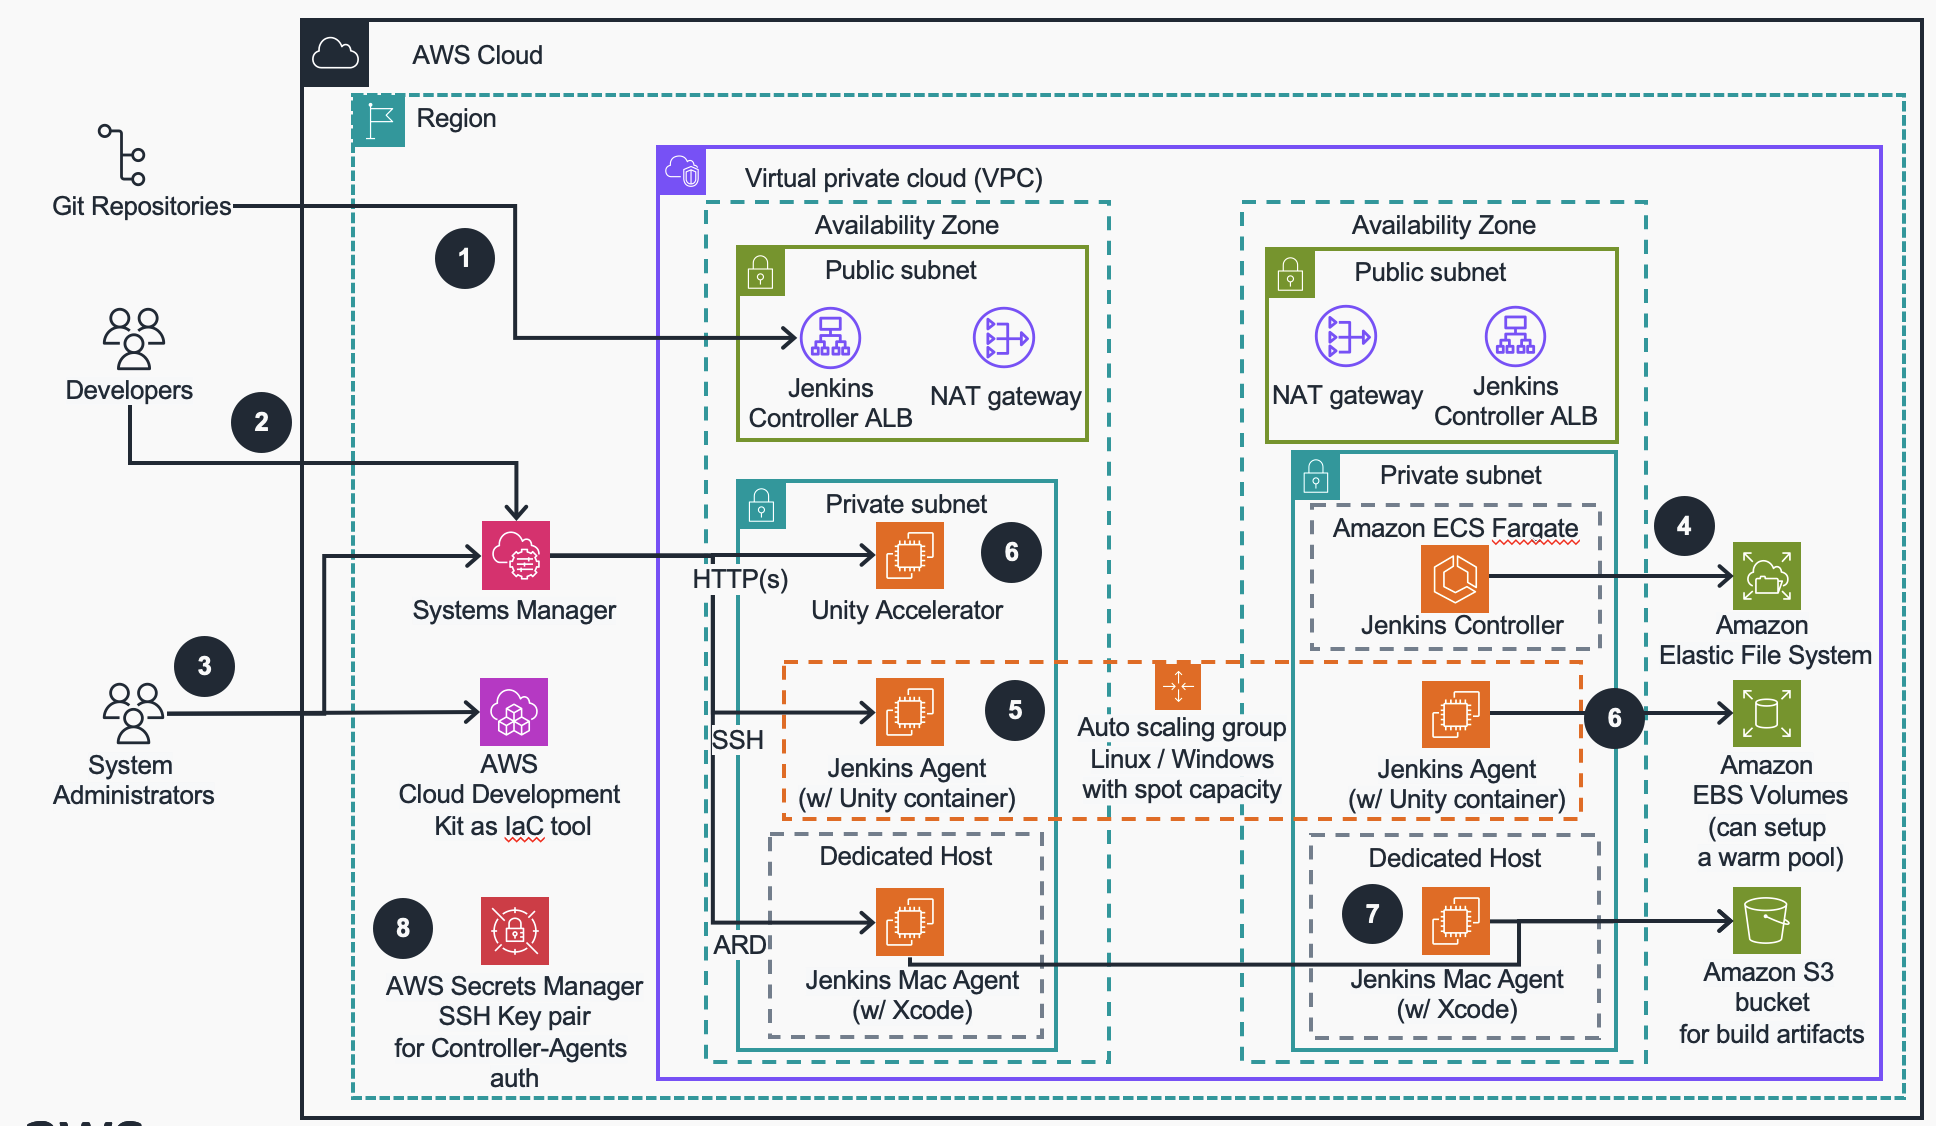 AWS Cloud
Region
Git Repositories
1
Virtual private cloud (VPC)
Availability Zone
Public subnet
Jenkins
Controller ALB
NAT gateway
Availability Zone
Public subnet
NAT gateway
Jenkins
Controller ALB
Developers
2
Systems Manager
HTTP(s)
SSH
ARD
Private subnet
6
Unity Accelerator
5
Jenkins Agent
(w/ Unity container)
Dedicated Host
Jenkins Mac Agent
(w/ Xcode)
Auto scaling group
Linux / Windows
with spot capacity
Private subnet
Amazon ECS Fargate
Jenkins Controller
4
Amazon
Elastic File System
Jenkins Agent
(w/ Unity container)
6
Amazon
EBS Volumes
(can setup
a warm pool)
Dedicated Host
7
Jenkins Mac Agent
(w/ Xcode)
Amazon S3
bucket
for build artifacts
3
System
Administrators
AWS
Cloud Development
Kit as IaC tool
8
AWS Secrets Manager
SSH Key pair
for Controller-Agents
auth
aws